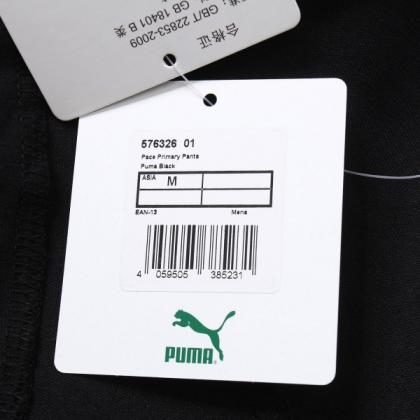 合格证
GB/T 22853-2009
GB 18401 B 类
576326 01
Pace Primary Pants
Puma Black
ASIA M
EAN-13 Mens
4 059505 385231
PUMA